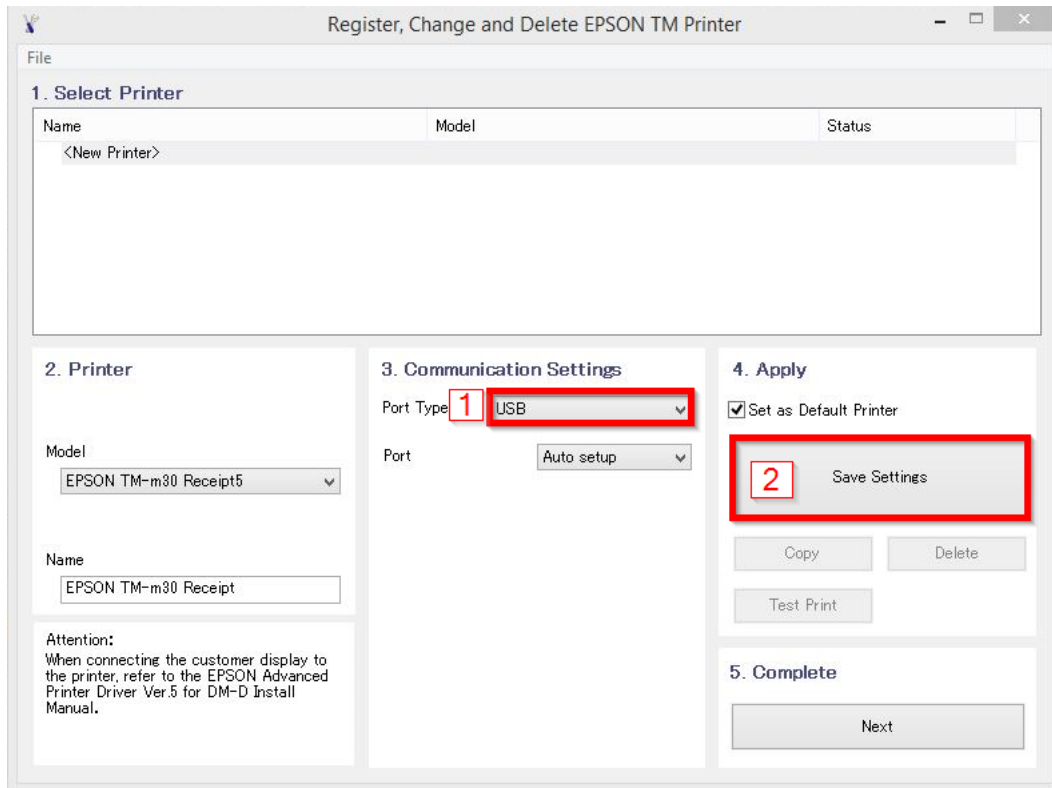 Register, Change and Delete EPSON TM Printer
File
1. Select Printer
Name Model Status
<New Printer>
2. Printer
Model
EPSON TM-m30 Receipt5
Name
EPSON TM-m30 Receipt
Attention:
When connecting the customer display to
the printer, refer to the EPSON Advanced
Printer Driver Ver.5 for DM-D Install
Manual.
3. Communication Settings
Port Type 1 USB
Port Auto setup
4. Apply
Set as Default Printer
2 Save Settings
Copy Delete
Test Print
5. Complete
Next